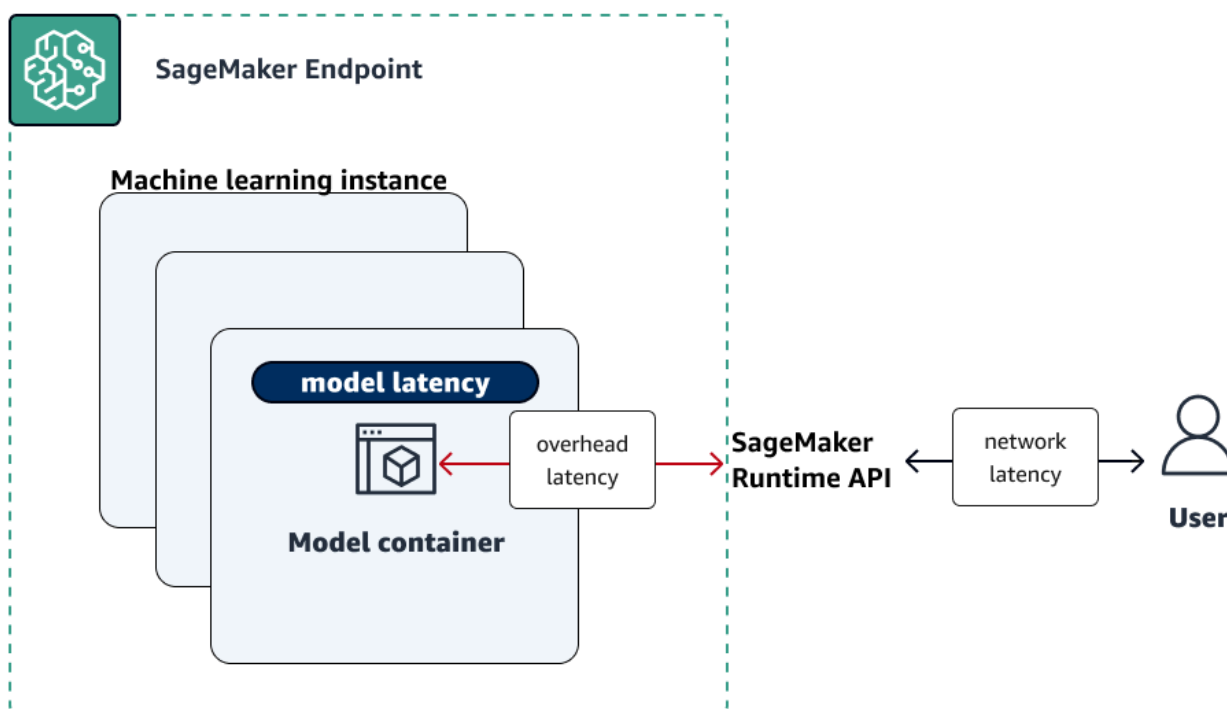 SageMaker Endpoint
Machine learning instance
model latency
overhead
latency
Model container
SageMaker
Runtime API
network
latency
User